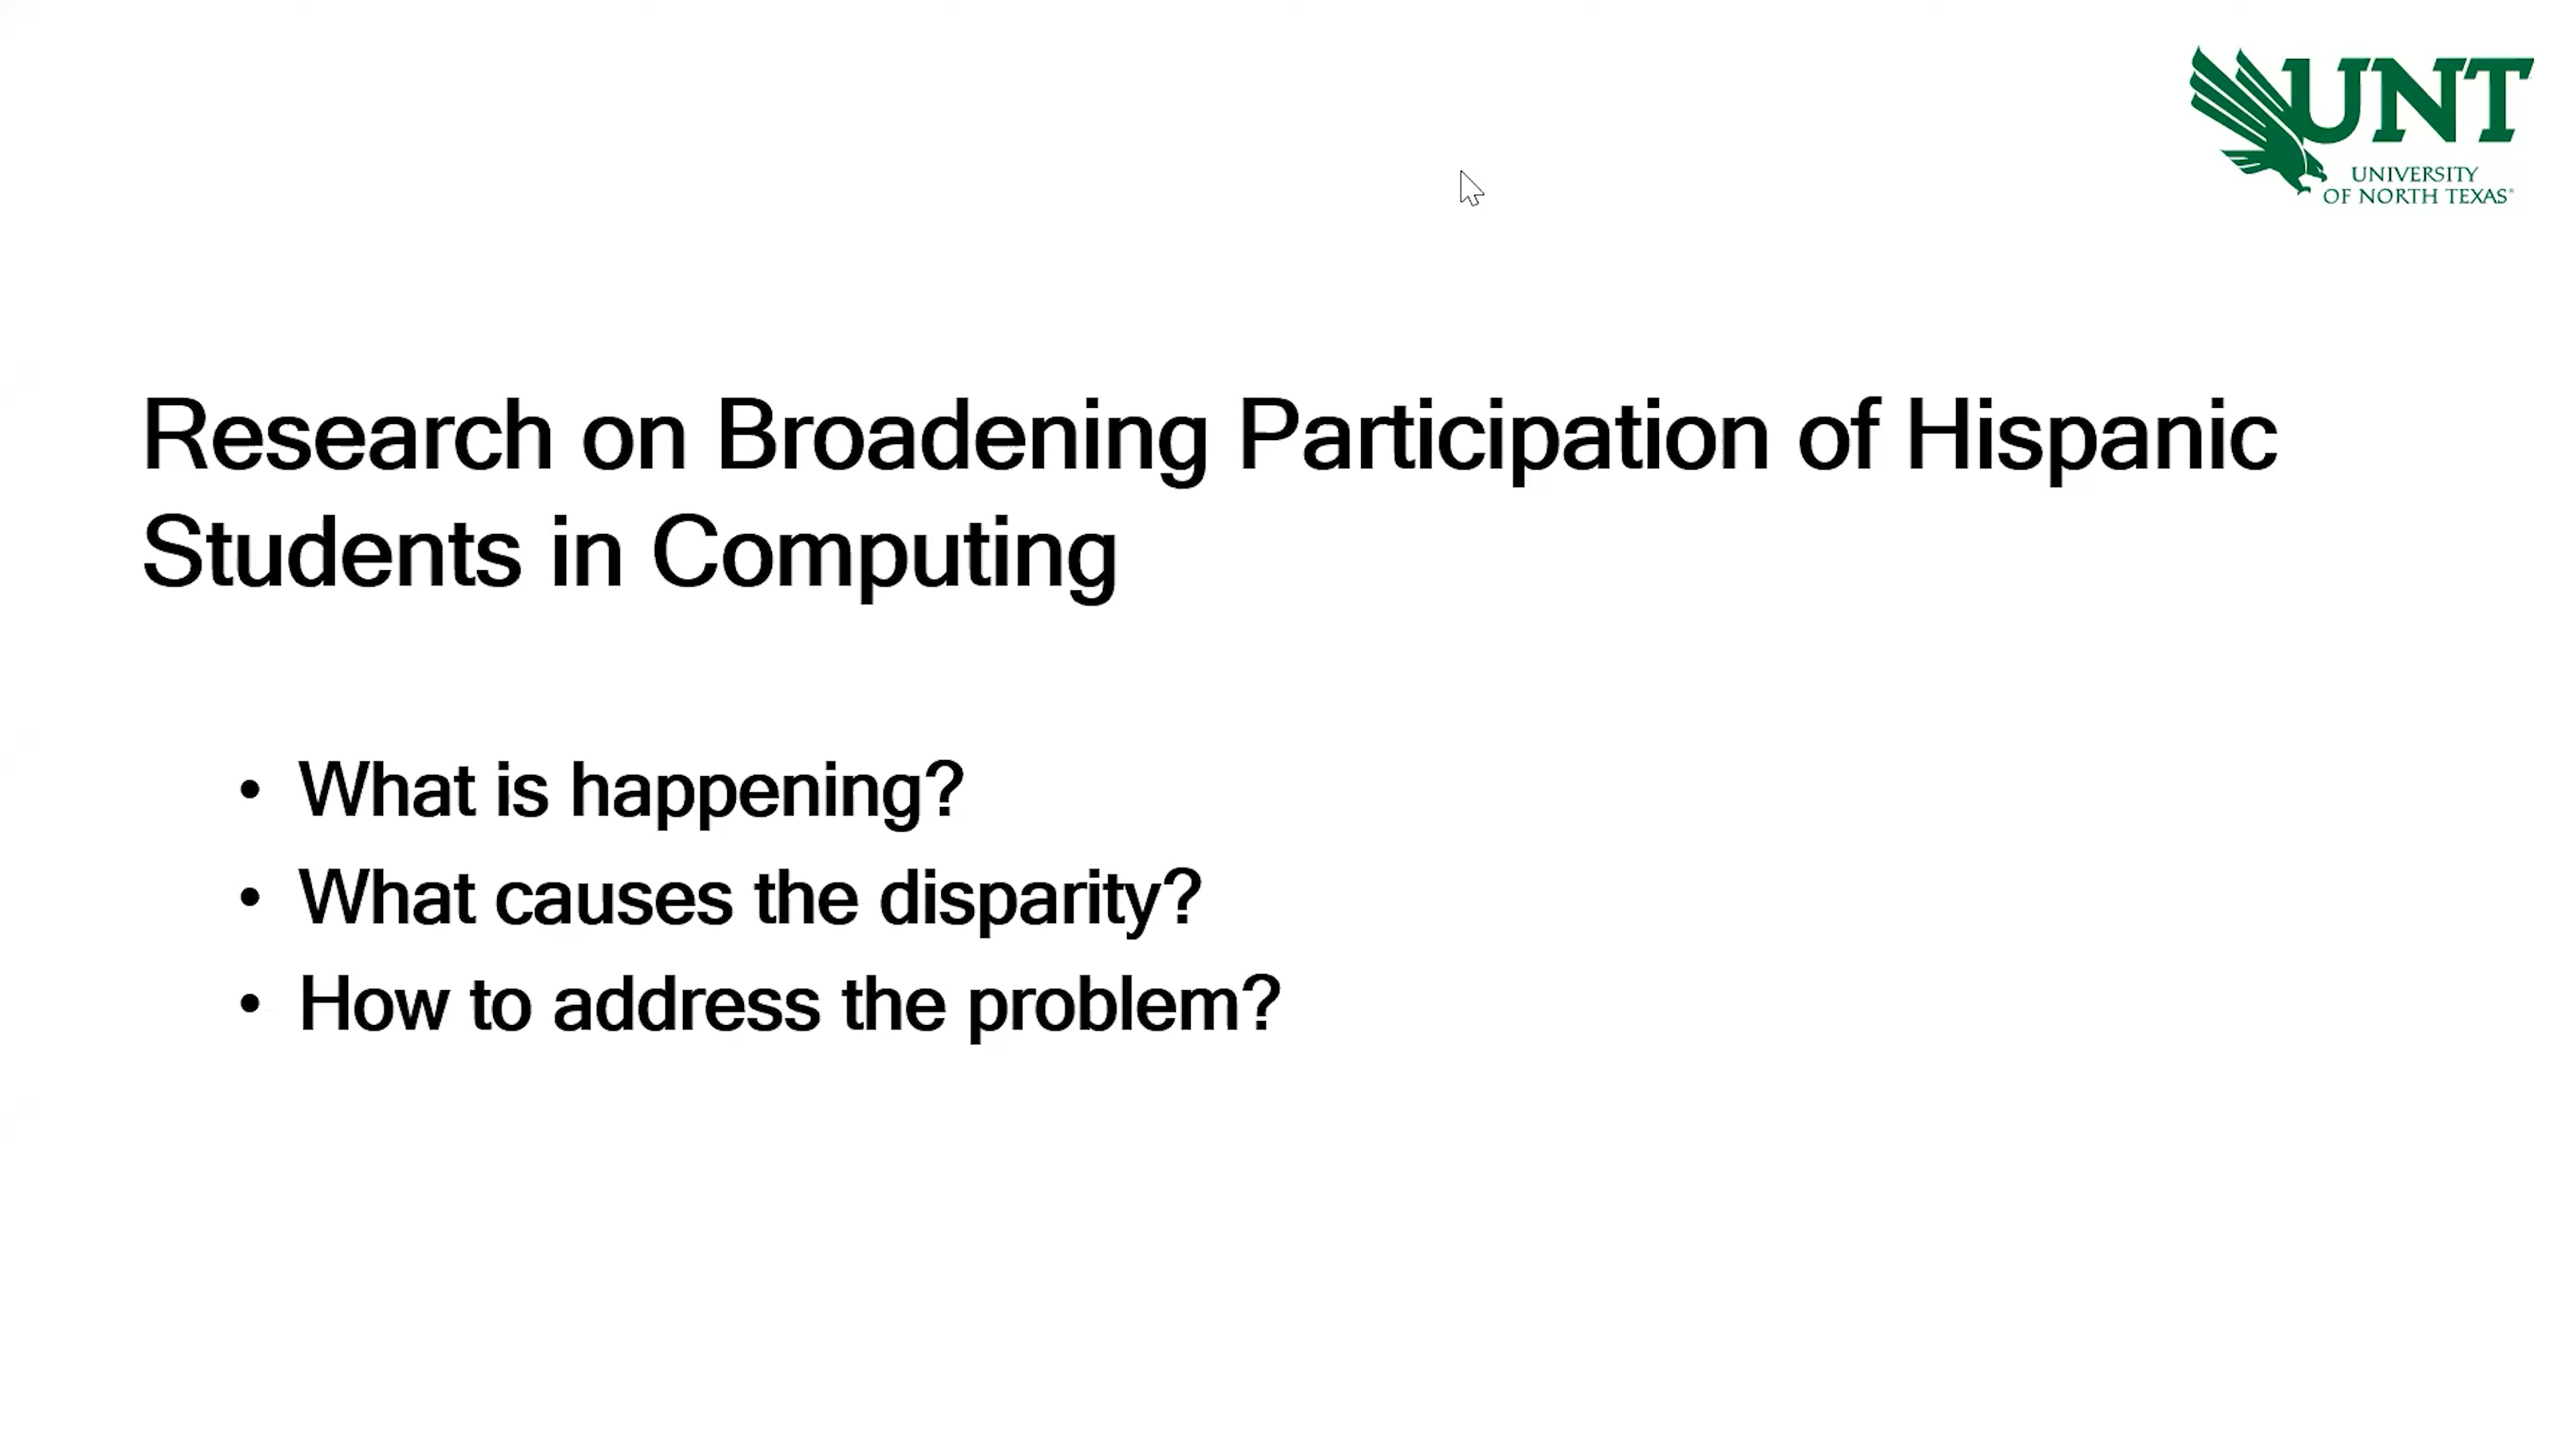 UNT
UNIVERSITY
OF NORTH TEXAS®
Research on Broadening Participation of Hispanic
Students in Computing
• What is happening?
• What causes the disparity?
• How to address the problem?